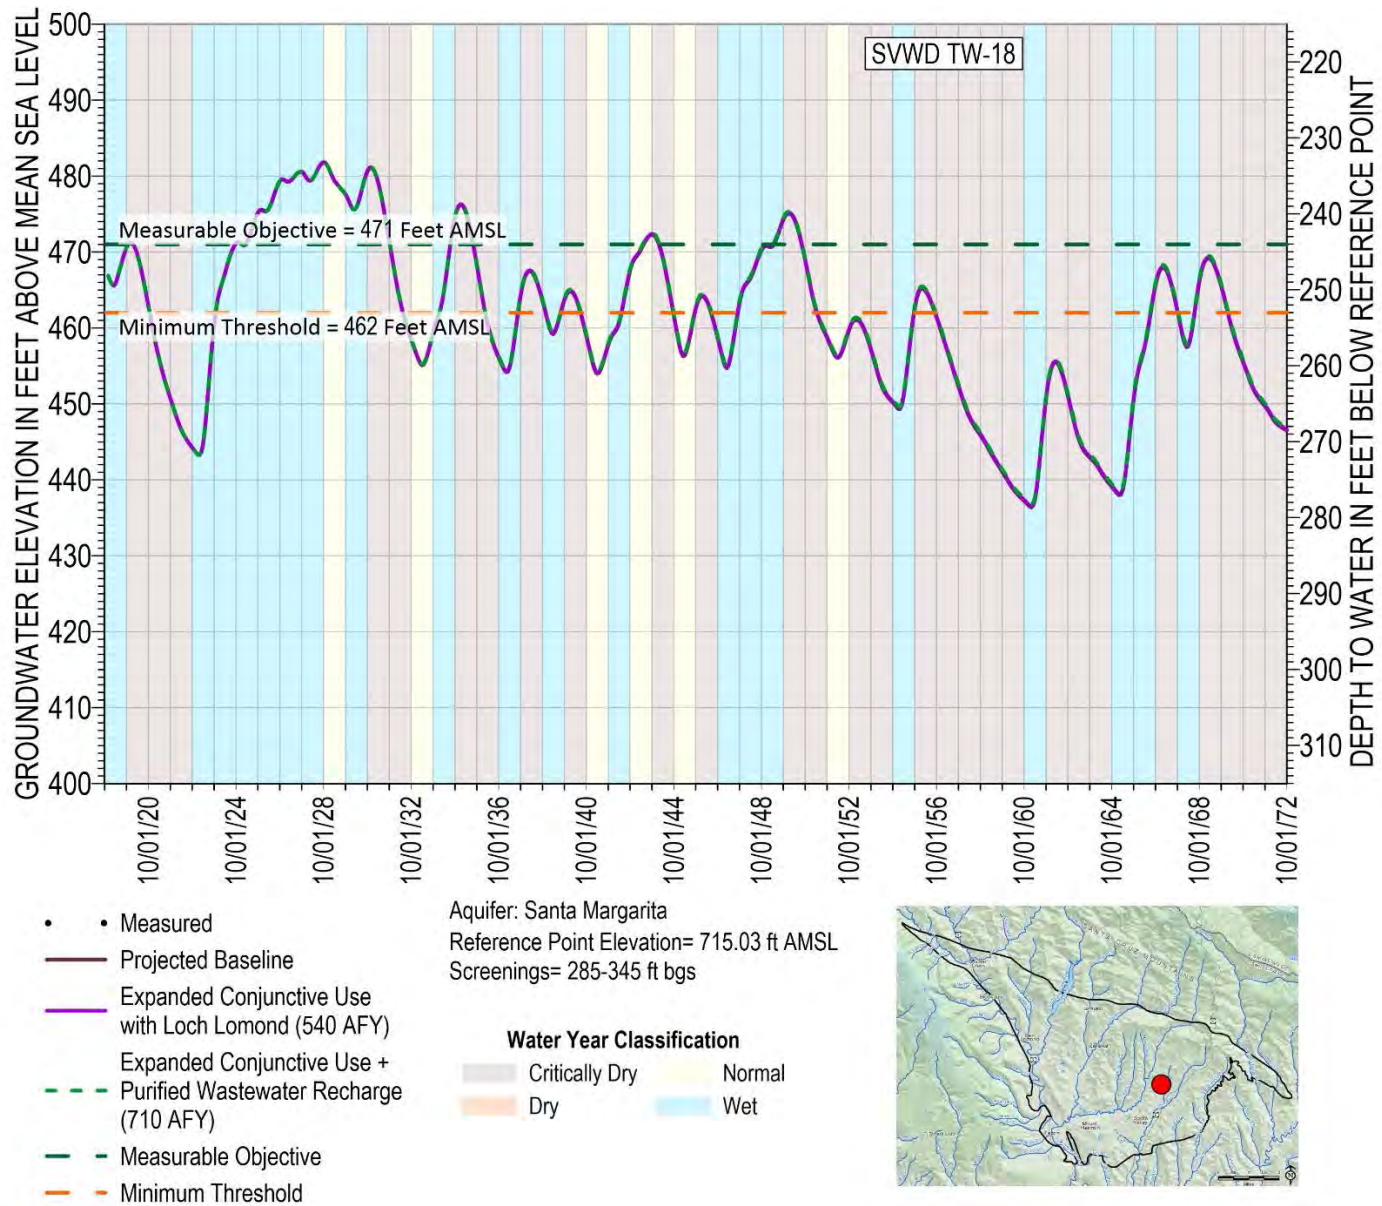 GROUNDWATER ELEVATION IN FEET ABOVE MEAN SEA LEVEL
500
490
480
470
460
450
440
430
420
410
400
SVWD TW-18
Measurable Objective = 471 Feet AMSL
Minimum Threshold = 462 Feet AMSL
220
230
240
250
260
270
280
290
300
310
DEPTH TO WATER IN FEET BELOW REFERENCE POINT
10/01/20
10/01/24
10/01/28
10/01/32
10/01/36
10/01/40
10/01/44
10/01/48
10/01/52
10/01/56
10/01/60
10/01/64
10/01/68
10/01/72
Measured
Projected Baseline
Expanded Conjunctive Use
with Loch Lomond (540 AFY)
Expanded Conjunctive Use +
Purified Wastewater Recharge
(710 AFY)
Measurable Objective
Minimum Threshold
Aquifer: Santa Margarita
Reference Point Elevation= 715.03 ft AMSL
Screenings= 285-345 ft bgs
Water Year Classification
Critically Dry
Normal
Dry
Wet
SANTA CRUZ MOUNTAINS